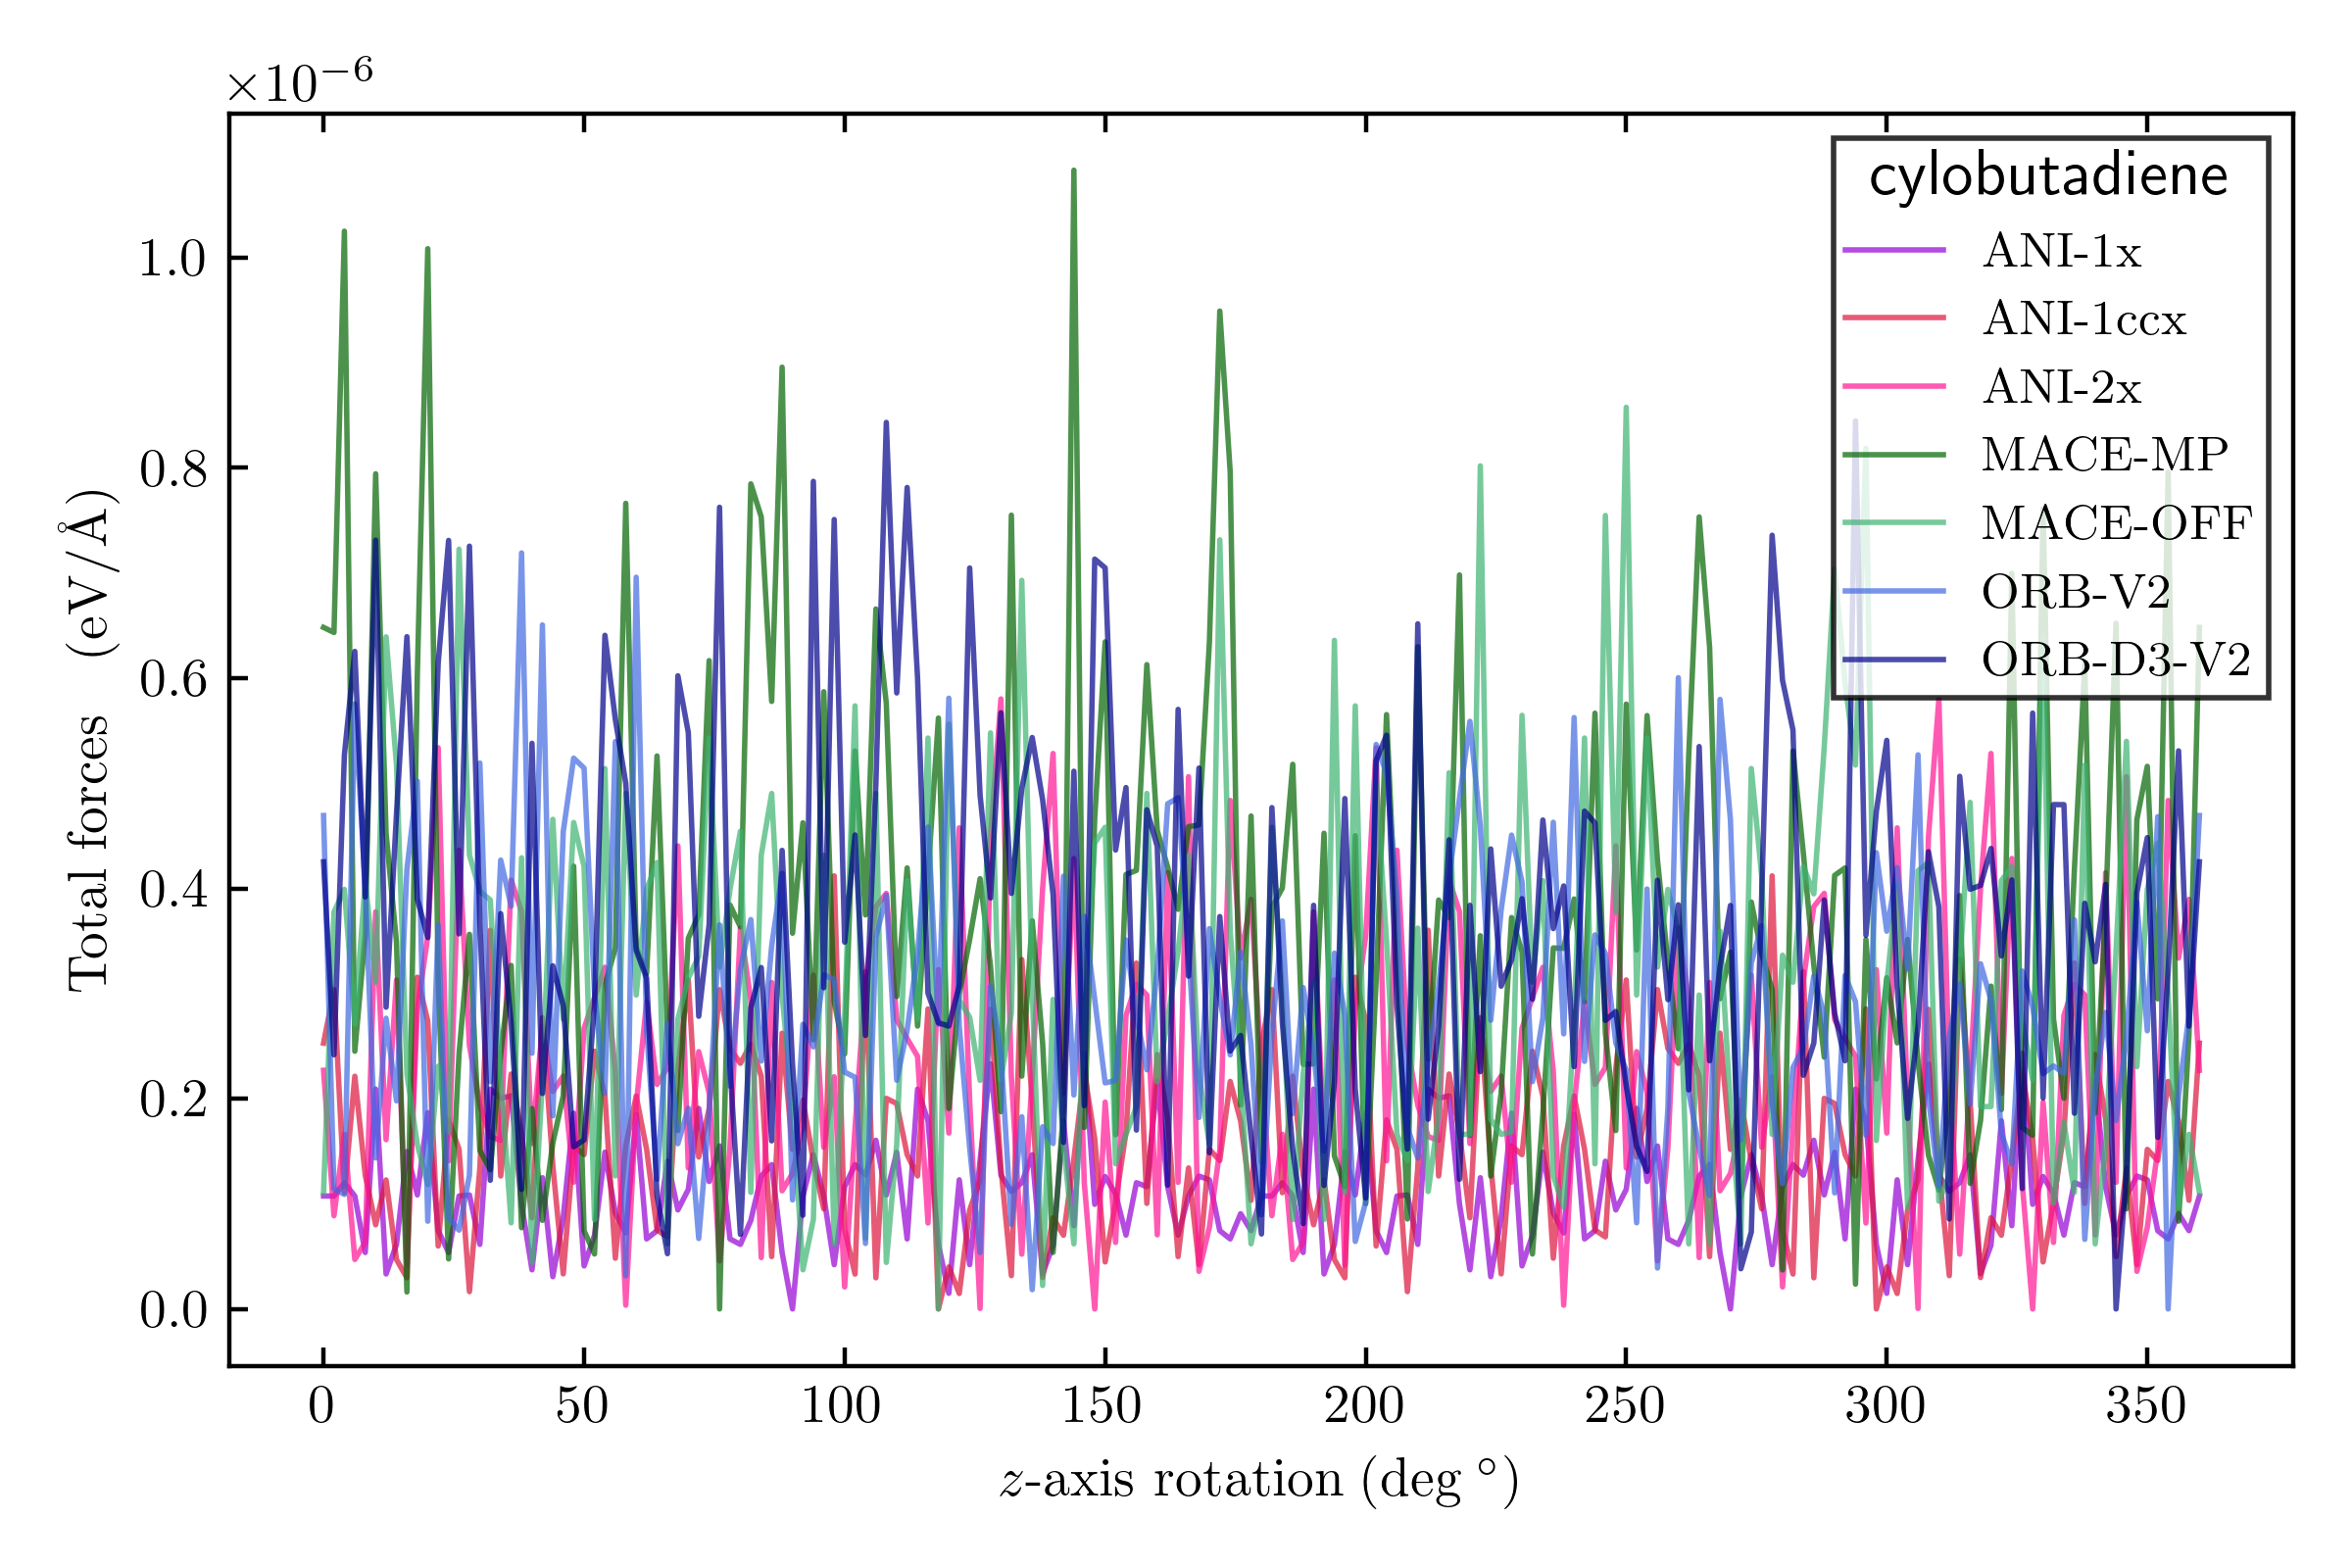 ×10⁻⁶
Total forces (eV/Å)
1.0
0.8
0.6
0.4
0.2
0.0
cylobutadiene
ANI-1x
ANI-1ccx
ANI-2x
MACE-MP
MACE-OFF
ORB-V2
ORB-D3-V2
0 50 100 150 200 250 300 350
z-axis rotation (deg °)